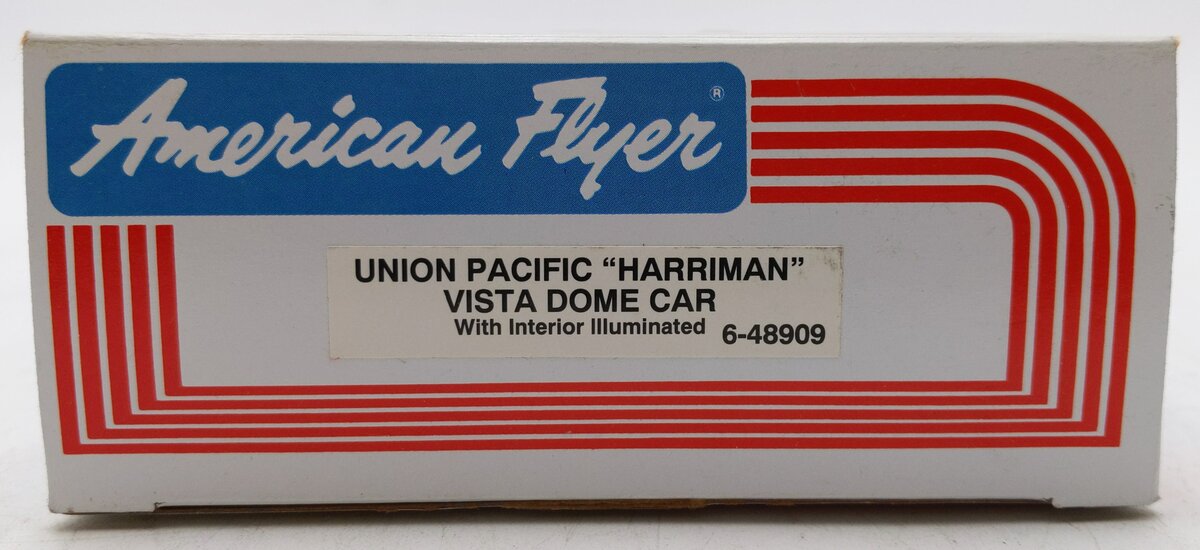 American Flyer®
UNION PACIFIC “HARRIMAN”
VISTA DOME CAR
With Interior Illuminated 6-48909